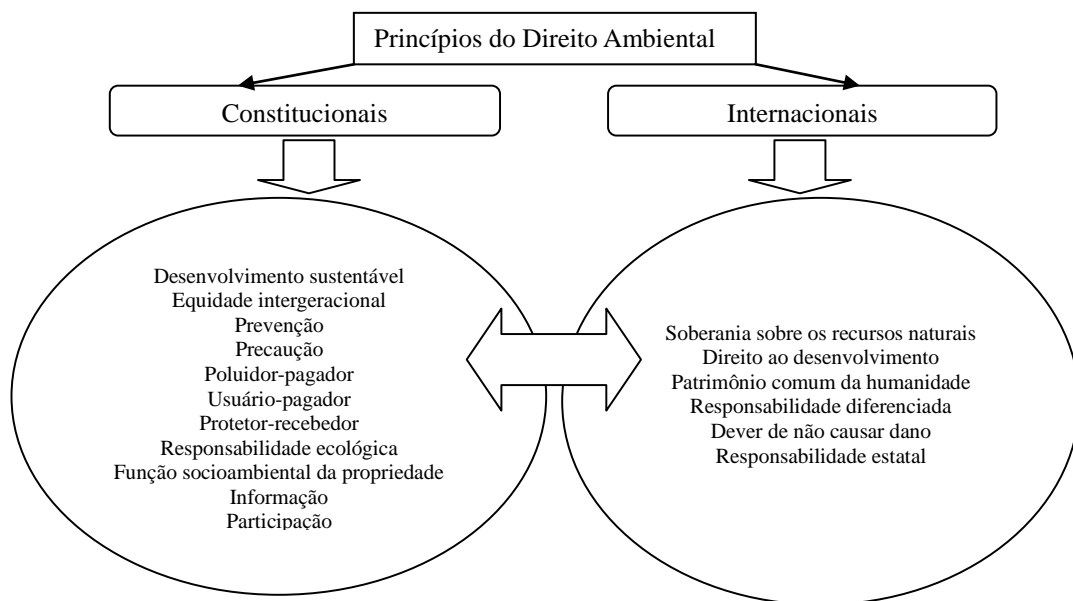 Princípios do Direito Ambiental
Constitucionais
Internacionais
Desenvolvimento sustentável
Equidade intergeracional
Prevenção
Precaução
Poluidor-pagador
Usuário-pagador
Protetor-recebedor
Responsabilidade ecológica
Função socioambiental da propriedade
Informação
Participação
Soberania sobre os recursos naturais
Direito ao desenvolvimento
Patrimônio comum da humanidade
Responsabilidade diferenciada
Dever de não causar dano
Responsabilidade estatal